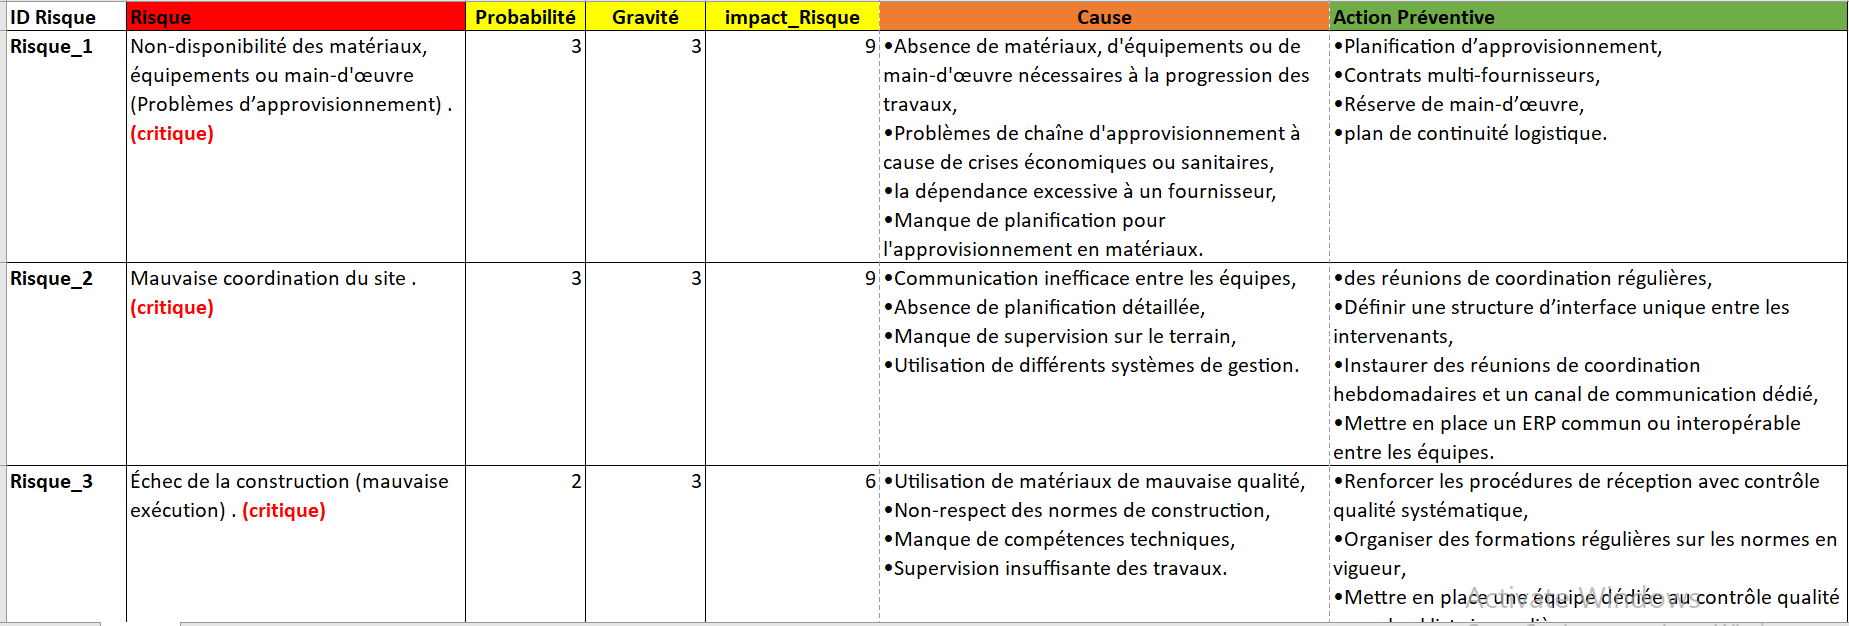 ID Risque Risque Probabilité Gravité impact_Risque Cause Action Préventive
Risque_1
Non-disponibilité des matériaux,
équipements ou main-d'œuvre
(Problèmes d’approvisionnement) .
(critique)
3
3
9
•Absence de matériaux, d'équipements ou de
main-d'œuvre nécessaires à la progression des
travaux,
•Problèmes de chaîne d'approvisionnement à
cause de crises économiques ou sanitaires,
•la dépendance excessive à un fournisseur,
•Manque de planification pour
l'approvisionnement en matériaux.
•Planification d’approvisionnement,
•Contrats multi-fournisseurs,
•Réserve de main-d’œuvre,
•plan de continuité logistique.
Risque_2
Mauvaise coordination du site .
(critique)
3
3
9
•Communication inefficace entre les équipes,
•Absence de planification détaillée,
•Manque de supervision sur le terrain,
•Utilisation de différents systèmes de gestion.
•des réunions de coordination régulières,
•Définir une structure d’interface unique entre les
intervenants,
•Instaurer des réunions de coordination
hebdomadaires et un canal de communication dédié,
•Mettre en place un ERP commun ou interopérable
entre les équipes.
Risque_3
Échec de la construction (mauvaise
exécution) . (critique)
2
3
6
•Utilisation de matériaux de mauvaise qualité,
•Non-respect des normes de construction,
•Manque de compétences techniques,
•Supervision insuffisante des travaux.
•Renforcer les procédures de réception avec contrôle
qualité systématique,
•Organiser des formations régulières sur les normes en
vigueur,
•Mettre en place une équipe dédiée au contrôle qualité
Activate Windows